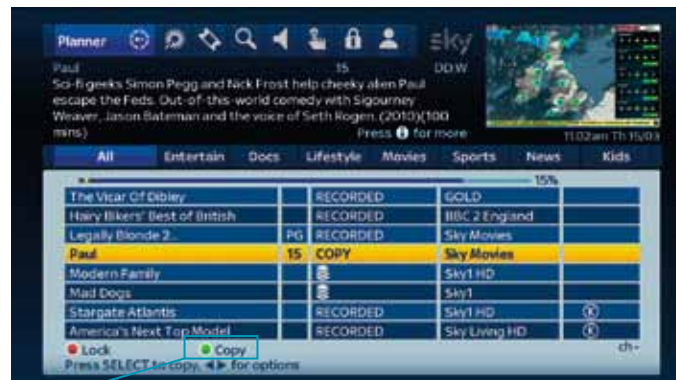 Planner
sky
Paul 15 DD W
Sci-fi geeks Simon Pegg and Nick Frost help cheeky alien Paul
escape the Feds. Out-of-this-world comedy with Sigourney
Weaver, Jason Bateman and the voice of Seth Rogen. (2010)(100
mins) Press i for more
11.02am Th 15/03
All Entertain Docs Lifestyle Movies Sports News Kids
15%
The Vicar Of Dibley RECORDED GOLD
Hairy Bikers' Best of British RECORDED BBC 2 England
Legally Blonde 2... PG RECORDED Sky Movies
Paul 15 COPY Sky Movies
Modern Family Sky1 HD
Mad Dogs Sky1
Stargate Atlantis RECORDED Sky1 HD K
America's Next Top Model RECORDED Sky Living HD K
Lock Copy ch-
Press SELECT to copy, ◀▶ for options